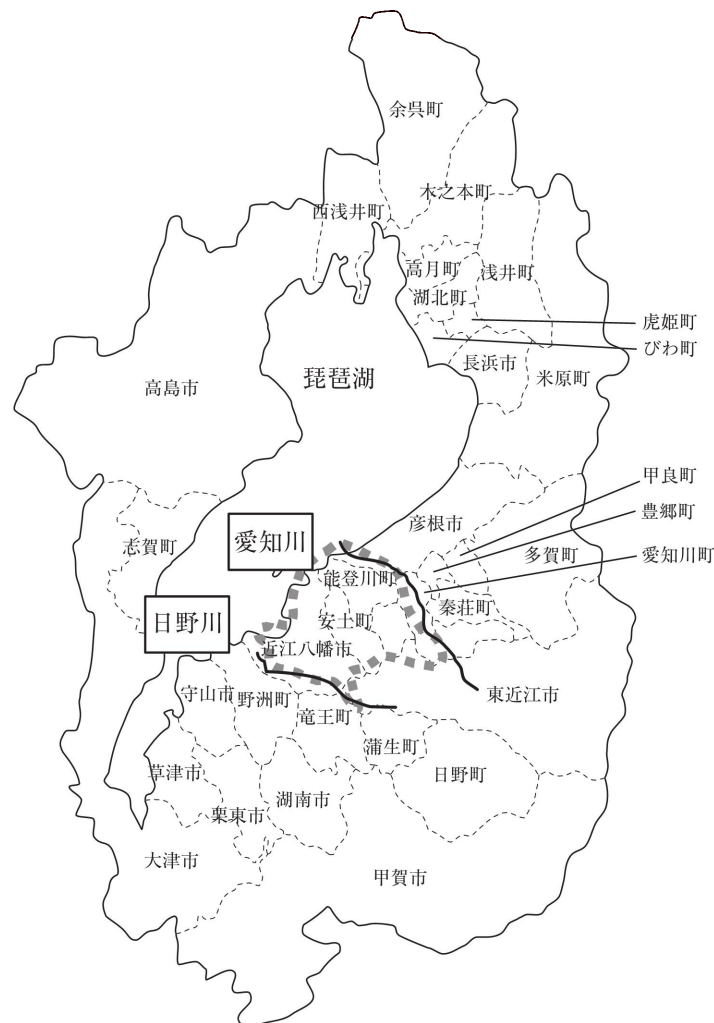 余呉町
木之本町
西浅井町
高月町
浅井町
湖北町
虎姫町
びわ町
長浜市
米原町
琵琶湖
高島市
甲良町
豊郷町
彦根市
愛知川
志賀町
多賀町
愛知川町
能登川町
秦荘町
日野川
安土町
近江八幡市
守山市
野洲町
東近江市
竜王町
蒲生町
草津市
日野町
湖南市
栗東市
大津市
甲賀市